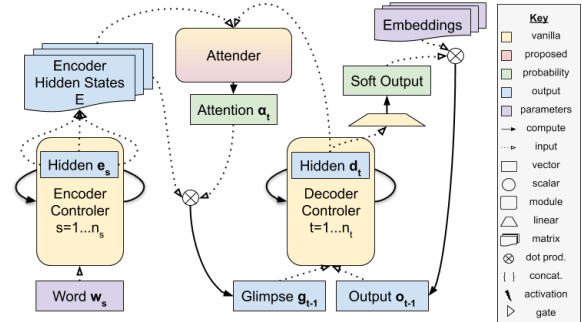 Encoder
Hidden States
E
Attender
Attention α_t
Embeddings
Soft Output
Hidden e_s
Encoder
Controler
s=1...n_s
Word w_s
Hidden d_t
Decoder
Controler
t=1...n_t
Glimpse g_t-1
Output o_t-1
Key
vanilla
proposed
probability
output
parameters
compute
input
vector
scalar
module
linear
matrix
dot prod.
{ } concat.
activation
gate